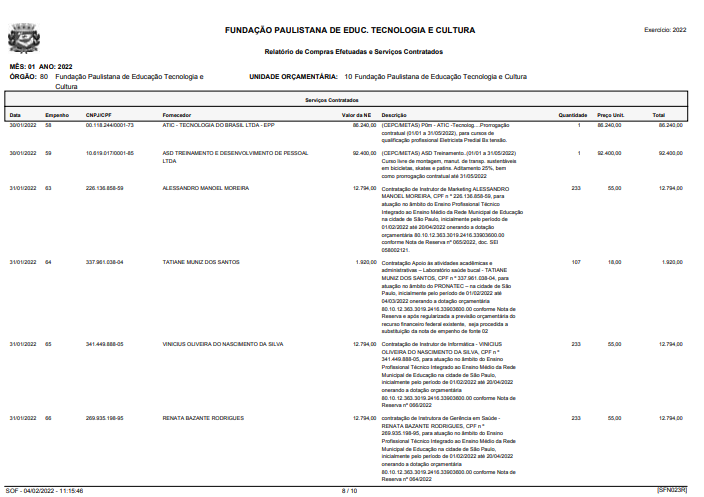 FUNDAÇÃO PAULISTANA DE EDUC. TECNOLOGIA E CULTURA
Exercício: 2022
Relatório de Compras Efetuadas e Serviços Contratados
MÊS: 01 ANO: 2022
ÓRGÃO: 80 Fundação Paulistana de Educação Tecnologia e Cultura
UNIDADE ORÇAMENTÁRIA: 10 Fundação Paulistana de Educação Tecnologia e Cultura
Serviços Contratados
Data Empenho CNPJ/CPF Fornecedor Valor da NE Descrição Quantidade Preço Unit. Total
30/01/2022 58 00.118.244/0001-73 ATIC - TECNOLOGIA DO BRASIL LTDA - EPP 86.240,00 (CEPC/METAS) P0m - ATIC -Tecnolog....Prorrogação 1 86.240,00 86.240,00
contratual (01/01 a 31/05/2022), para cursos de
qualificação profissional Eletricista Predial Bs tensão.
30/01/2022 59 10.619.017/0001-85 ASD TREINAMENTO E DESENVOLVIMENTO DE PESSOAL 92.400,00 (CEPC/METAS) ASD Treinamento..(01/01 a 31/05/2022) 1 92.400,00 92.400,00
LTDA Curso livre de montagem, manut. de transp. sustentáveis
em bicicletas, skates e patins. Aditamento 25%, bem
como prorrogação contratual até 31/05/2022
31/01/2022 63 226.136.858-59 ALESSANDRO MANOEL MOREIRA 12.794,00 Contratação de Instrutor de Marketing ALESSANDRO 233 55,00 12.794,00
MANOEL MOREIRA, CPF n º 226.136.858-59, para
atuação no âmbito do Ensino Profissional Técnico
Integrado ao Ensino Médio da Rede Municipal de Educação
na cidade de São Paulo, inicialmente pelo período de
01/02/2022 até 20/04/2022 onerando a dotação
orçamentária 80.10.12.363.3019.2416.33903600.00
conforme Nota de Reserva nº 065/2022, doc. SEI
058002121.
31/01/2022 64 337.961.038-04 TATIANE MUNIZ DOS SANTOS 1.920,00 Contratação Apoio às atividades acadêmicas e 107 18,00 1.920,00
administrativas – Laboratório saúde bucal - TATIANE
MUNIZ DOS SANTOS, CPF n º 337.961.038-04, para
atuação no âmbito do PRONATEC – na cidade de São
Paulo, inicialmente pelo período de 01/02/2022 até
04/03/2022 onerando a dotação orçamentária
80.10.12.363.3019.2416.33903600.00 conforme Nota de
Reserva e após regularizada a previsão orçamentária do
recurso financeiro federal existente, seja procedida a
substituição da nota de empenho de fonte 02
31/01/2022 65 341.449.888-05 VINICIUS OLIVEIRA DO NASCIMENTO DA SILVA 12.794,00 Contratação de Instrutor de Informática - VINICIUS 233 55,00 12.794,00
OLIVEIRA DO NASCIMENTO DA SILVA, CPF n º
341.449.888-05, para atuação no âmbito do Ensino
Profissional Técnico Integrado ao Ensino Médio da Rede
Municipal de Educação na cidade de São Paulo,
inicialmente pelo período de 01/02/2022 até 20/04/2022
onerando a dotação orçamentária
80.10.12.363.3019.2416.33903600.00 conforme Nota de
Reserva nº 066/2022
31/01/2022 66 269.935.198-95 RENATA BAZANTE RODRIGUES 12.794,00 contratação de Instrutora de Gerência em Saúde - 233 55,00 12.794,00
RENATA BAZANTE RODRIGUES, CPF n º
269.935.198-95, para atuação no âmbito do Ensino
Profissional Técnico Integrado ao Ensino Médio da Rede
Municipal de Educação na cidade de São Paulo,
inicialmente pelo período de 01/02/2022 até 20/04/2022
onerando a dotação orçamentária
80.10.12.363.3019.2416.33903600.00 conforme Nota de
Reserva nº 064/2022
SOF - 04/02/2022 - 11:15:46 8 / 10 [SFN023R]